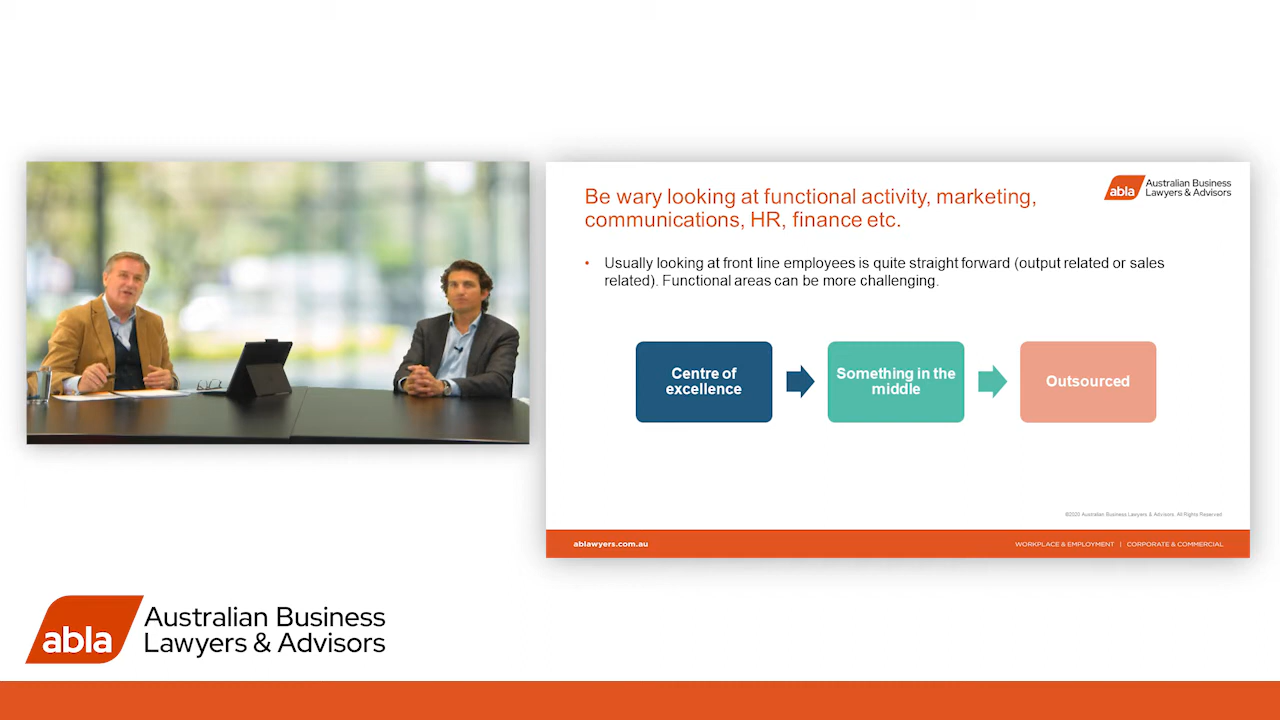 Be wary looking at functional activity, marketing,
communications, HR, finance etc.
abla
Australian Business
Lawyers & Advisors
• Usually looking at front line employees is quite straight forward (output related or sales
related). Functional areas can be more challenging.
Centre of
excellence
Something in the
middle
Outsourced
©2020 Australian Business Lawyers & Advisors. All Rights Reserved
ablawyers.com.au
WORKPLACE & EMPLOYMENT | CORPORATE & COMMERCIAL
abla
Australian Business
Lawyers & Advisors